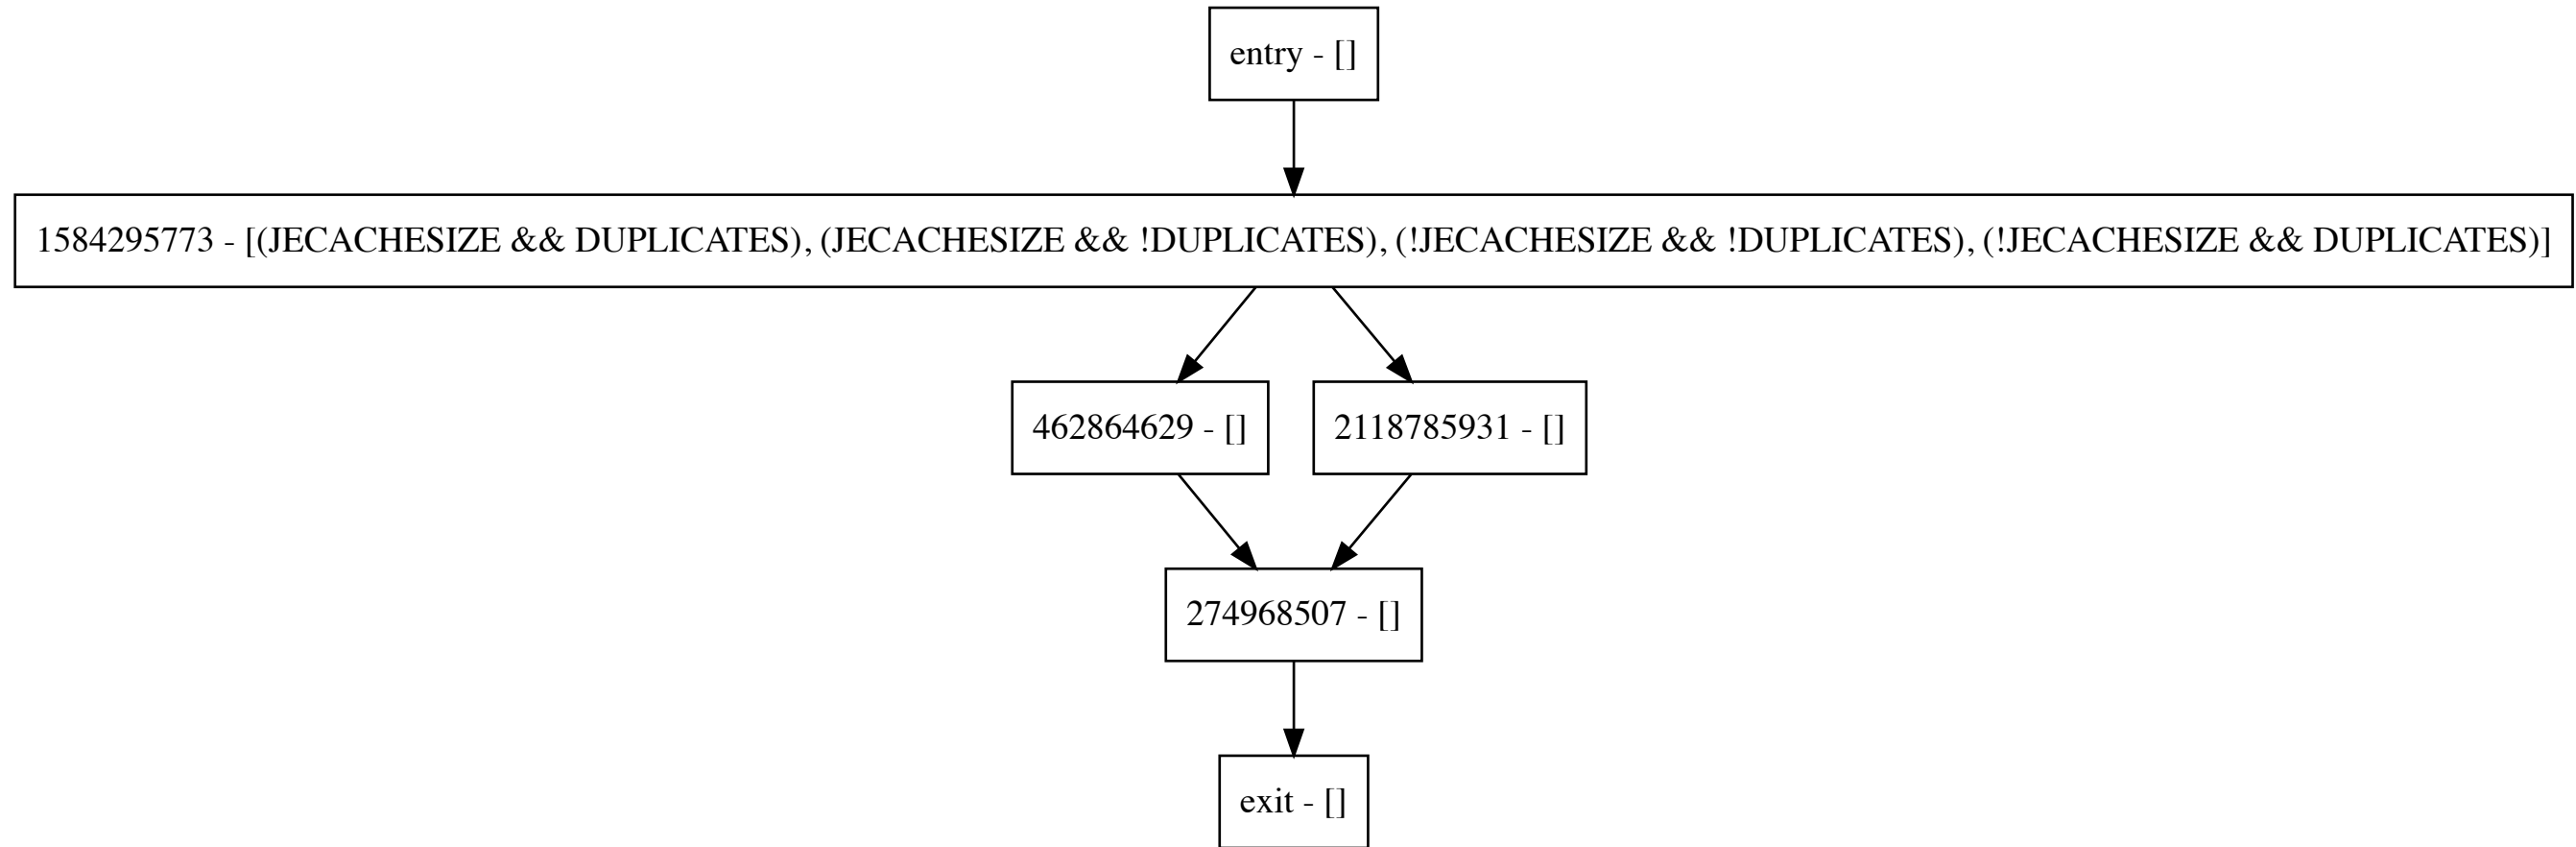 entry - []
1584295773 - [(JECACHESIZE && DUPLICATES), (JECACHESIZE && !DUPLICATES), (!JECACHESIZE && !DUPLICATES), (!JECACHESIZE && DUPLICATES)]
462864629 - []
2118785931 - []
274968507 - []
exit - []